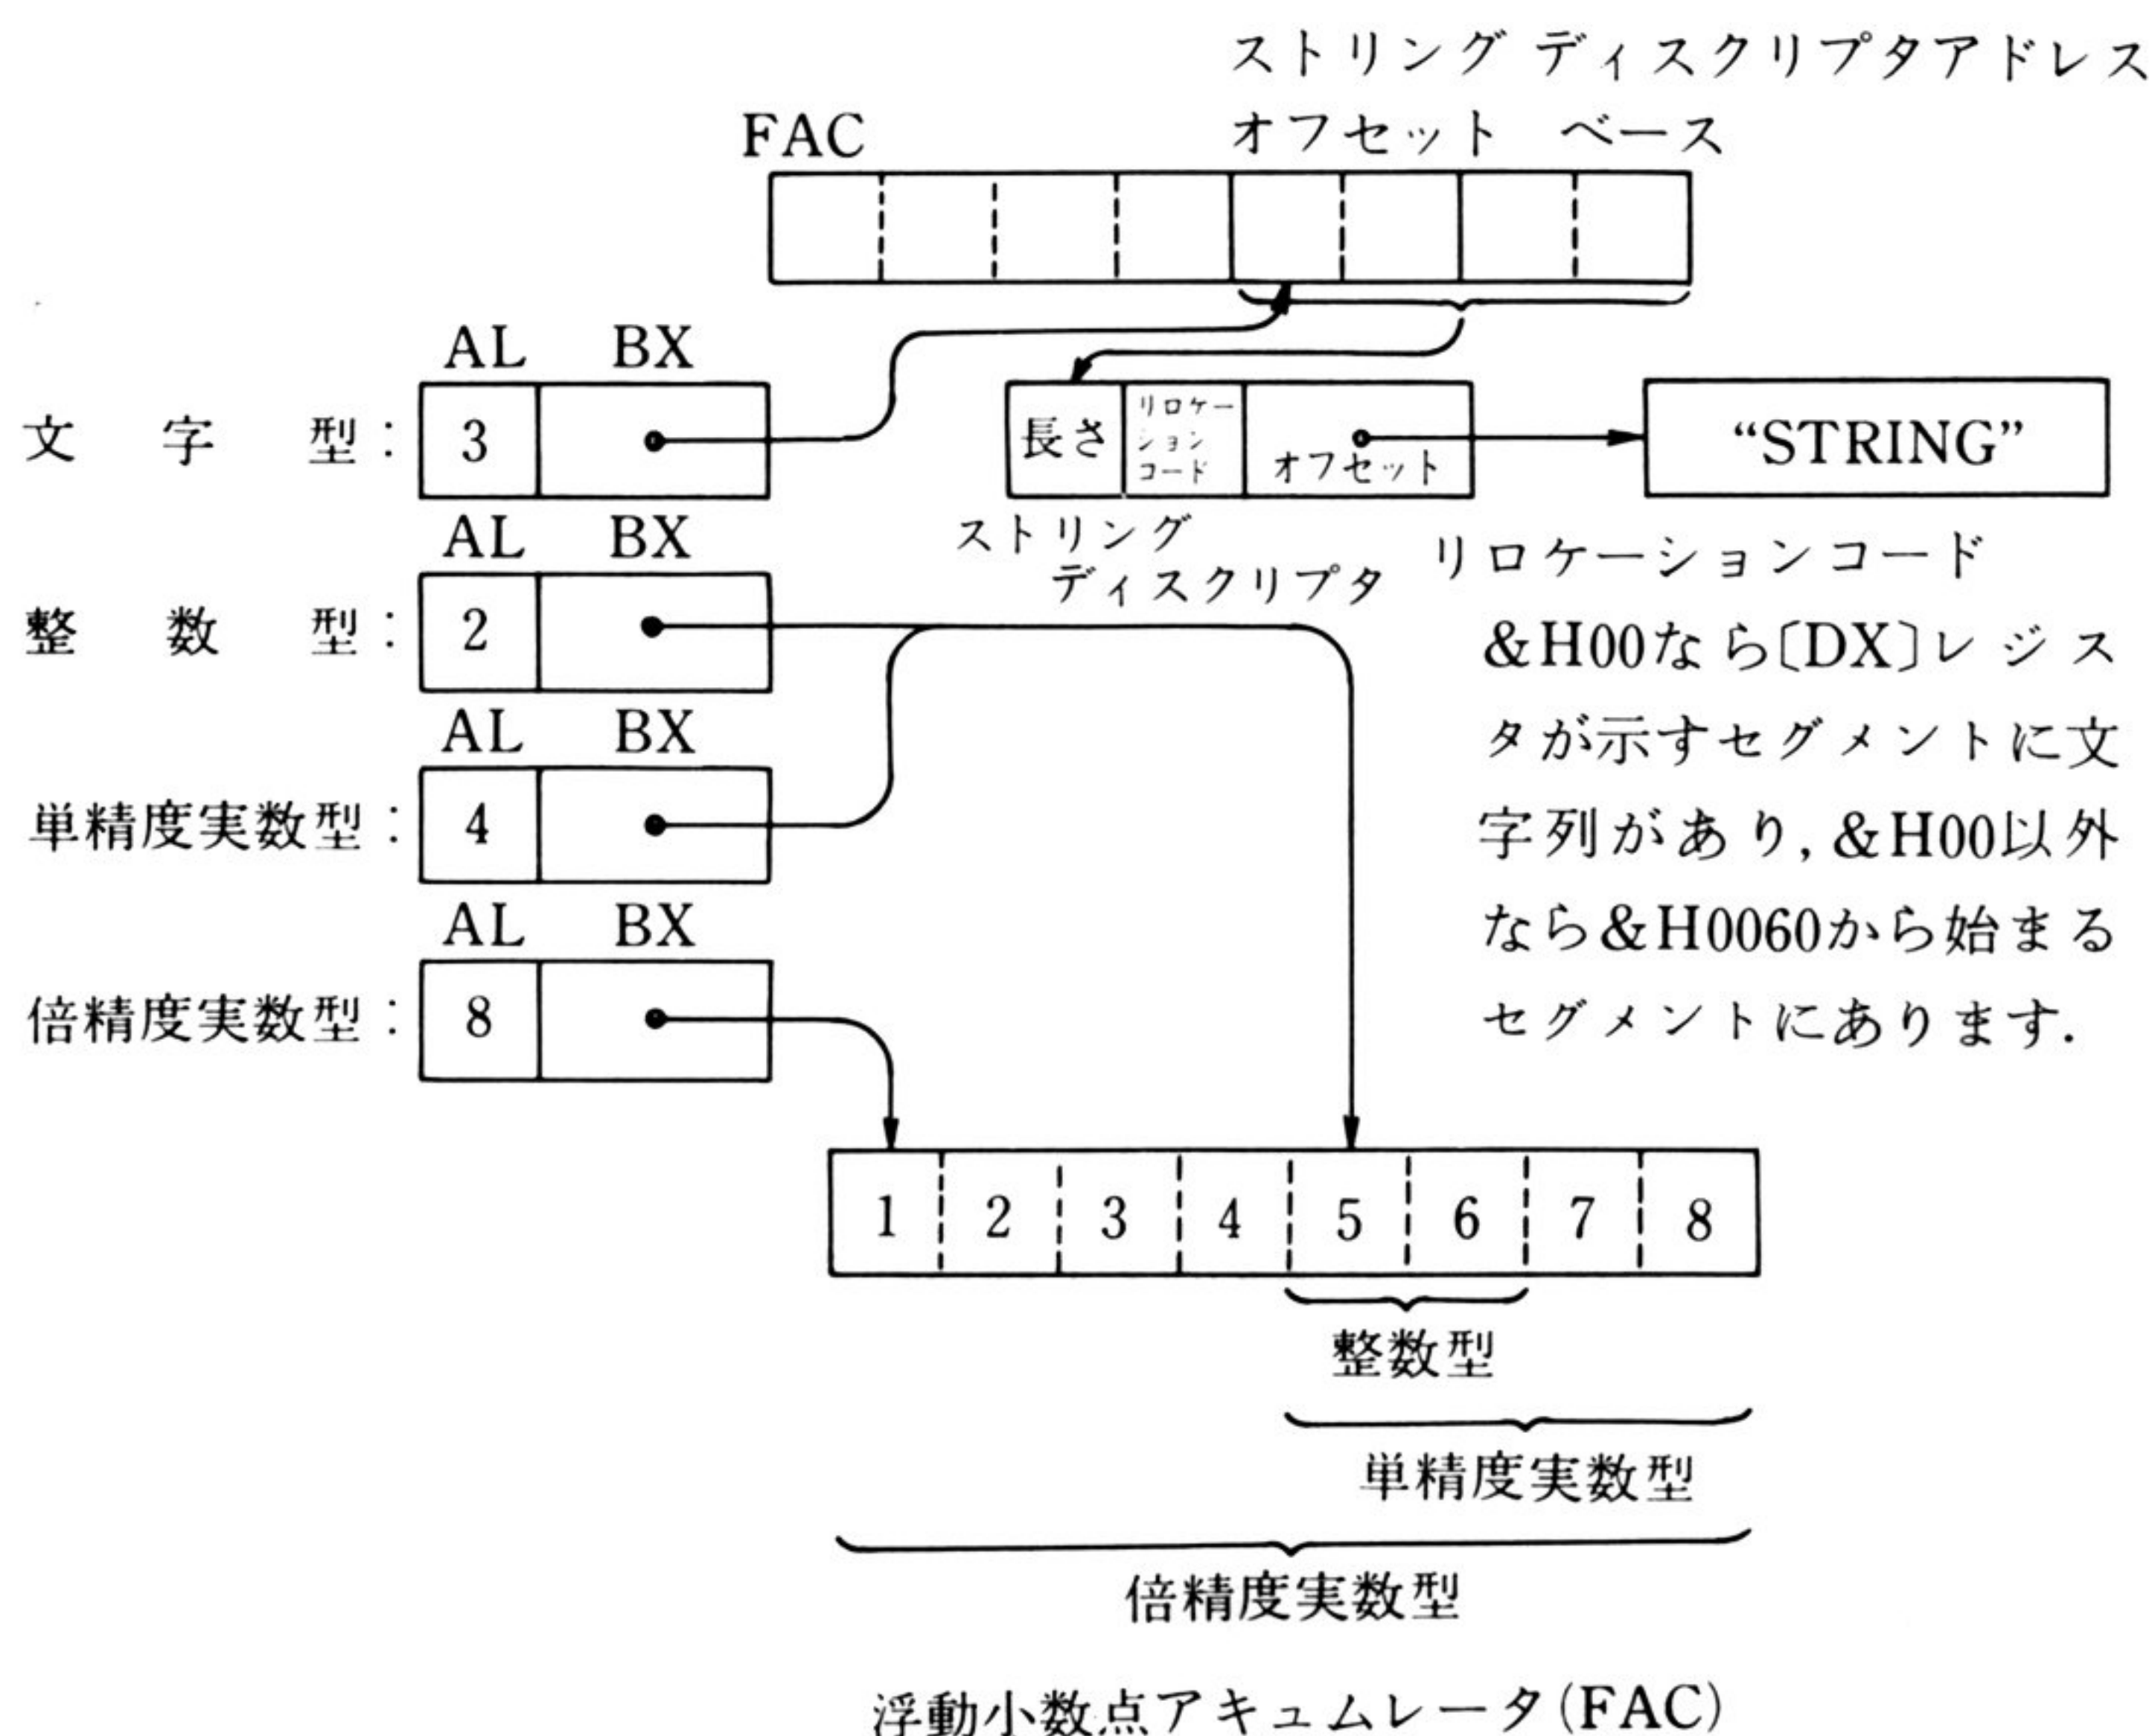 ストリング ディスクリプタアドレス
FAC
オフセット ベース
AL BX
文字型: 3
長さ
リロケー
ション
コード
オフセット
“STRING”
AL BX
ストリング
ディスクリプタ
整数型: 2
リロケーションコード
&H00なら〔DX〕レジス
タが示すセグメントに文
字列があり,&H00以外
なら&H0060から始まる
セグメントにあります.
AL BX
単精度実数型: 4
AL BX
倍精度実数型: 8
1 2 3 4 5 6 7 8
整数型
単精度実数型
倍精度実数型
浮動小数点アキュムレータ(FAC)